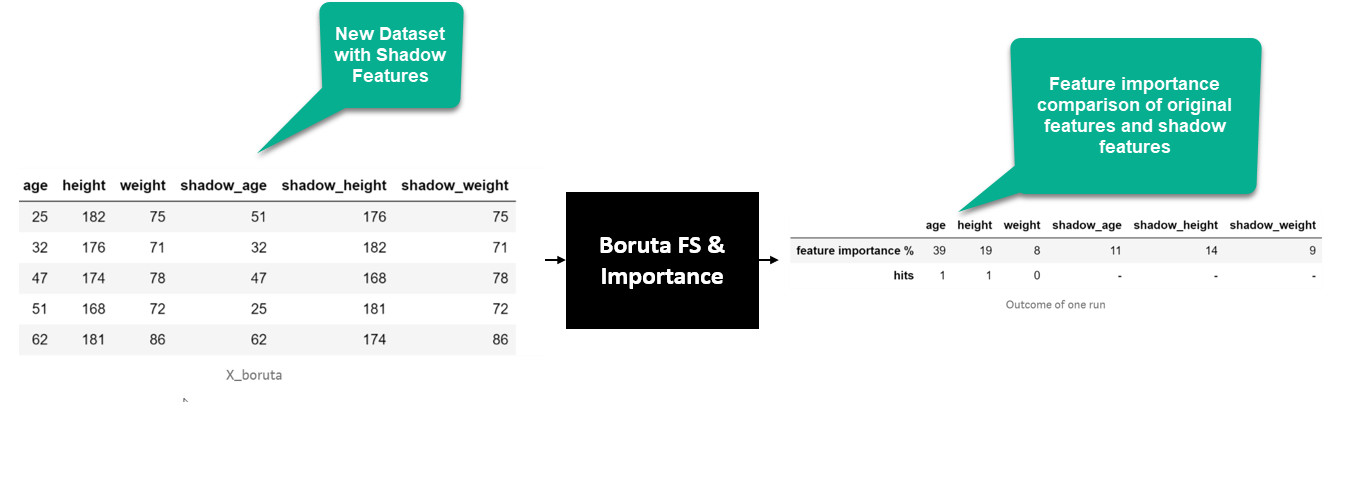 New Dataset
with Shadow
Features
age height weight shadow_age shadow_height shadow_weight
25 182 75 51 176 75
32 176 71 32 182 71
47 174 78 47 168 78
51 168 72 25 181 72
62 181 86 62 174 86
X_boruta
Boruta FS &
Importance
Feature importance
comparison of original
features and shadow
features
age height weight shadow_age shadow_height shadow_weight
feature importance % 39 19 8 11 14 9
hits 1 1 0 - - -
Outcome of one run